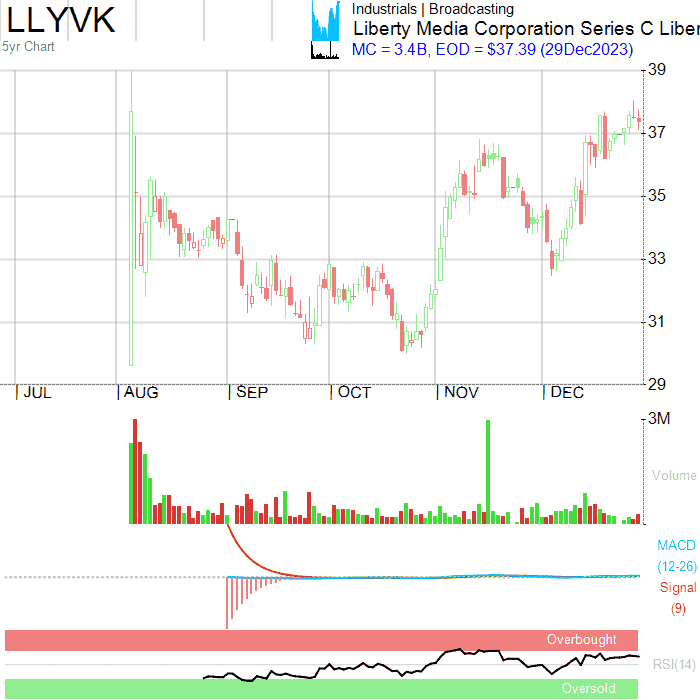 LLYVK
5yr Chart
Industrials | Broadcasting
Liberty Media Corporation Series C Liber
MC = 3.4B, EOD = $37.39 (29Dec2023)
39
37
35
33
31
29
JUL
AUG
SEP
OCT
NOV
DEC
3M
Volume
MACD
(12-26)
Signal
(9)
Overbought
RSI(14)
Oversold